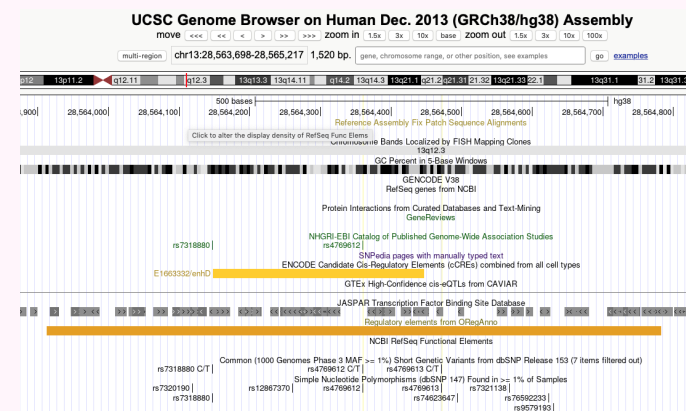 UCSC Genome Browser on Human Dec. 2013 (GRCh38/hg38) Assembly
move <<< << < > >> >>> zoom in 1.5x 3x 10x base zoom out 1.5x 3x 10x 100x
multi-region chr13:28,563,698-28,565,217 1,520 bp. gene, chromosome range, or other position, see examples go examples
p12 13p11.2 q12.11 q12.3 13q13.3 13q14.11 q14.2 13q14.3 13q21.1 q21.2 q21.31 21.32 13q21.33 22.1 13q31.1 31.2 13q31.3
500 bases hg38
,900| 28,564,000| 28,564,100| 28,564,200| 28,564,300| 28,564,400| 28,564,500| 28,564,600| 28,564,700| 28,564,800|
Reference Assembly Fix Patch Sequence Alignments
Click to alter the display density of RefSeq Func Elems
Chromosome Bands Localized by FISH Mapping Clones
13q12.3
GC Percent in 5-Base Windows
GENCODE V38
RefSeq genes from NCBI
Protein Interactions from Curated Databases and Text-Mining
GeneReviews
NHGRI-EBI Catalog of Published Genome-Wide Association Studies
rs7318880 rs4769612
SNPedia pages with manually typed text
ENCODE Candidate Cis-Regulatory Elements (cCREs) combined from all cell types
E1663332/enhD
GTEx High-Confidence cis-eQTLs from CAVIAR
JASPAR Transcription Factor Binding Site Database
Regulatory elements from ORegAnno
NCBI RefSeq Functional Elements
Common (1000 Genomes Phase 3 MAF >= 1%) Short Genetic Variants from dbSNP Release 153 (7 items filtered out)
rs7318880 C/T rs4769612 C/T rs4769613 C/T
Simple Nucleotide Polymorphisms (dbSNP 147) Found in >= 1% of Samples
rs7320190 rs12867370 rs4769612 rs4769613 rs7321138
rs7318880 rs74623647 rs76592233
rs9579193